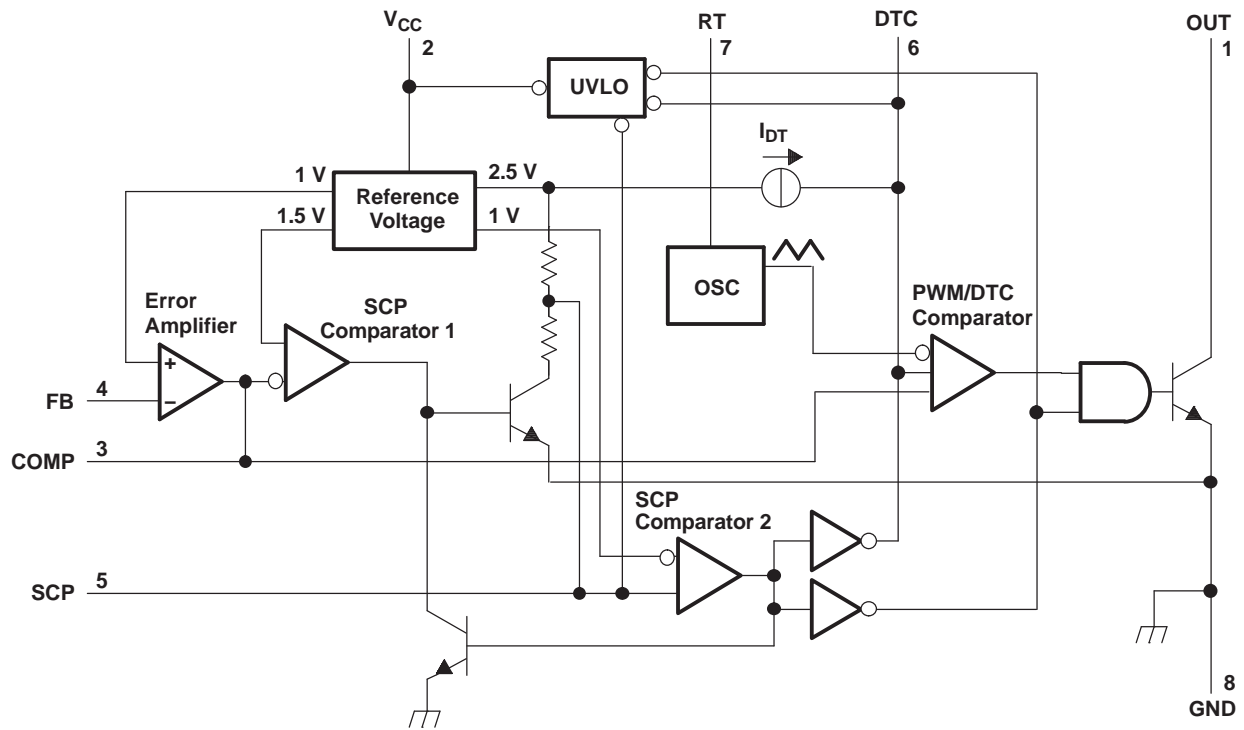 VCC
2
RT
7
DTC
6
OUT
1
UVLO
IDT
1 V
2.5 V
Reference
Voltage
1.5 V
1 V
OSC
Error
Amplifier
SCP
Comparator 1
PWM/DTC
Comparator
+
−
FB
4
COMP
3
SCP
Comparator 2
SCP
5
8
GND